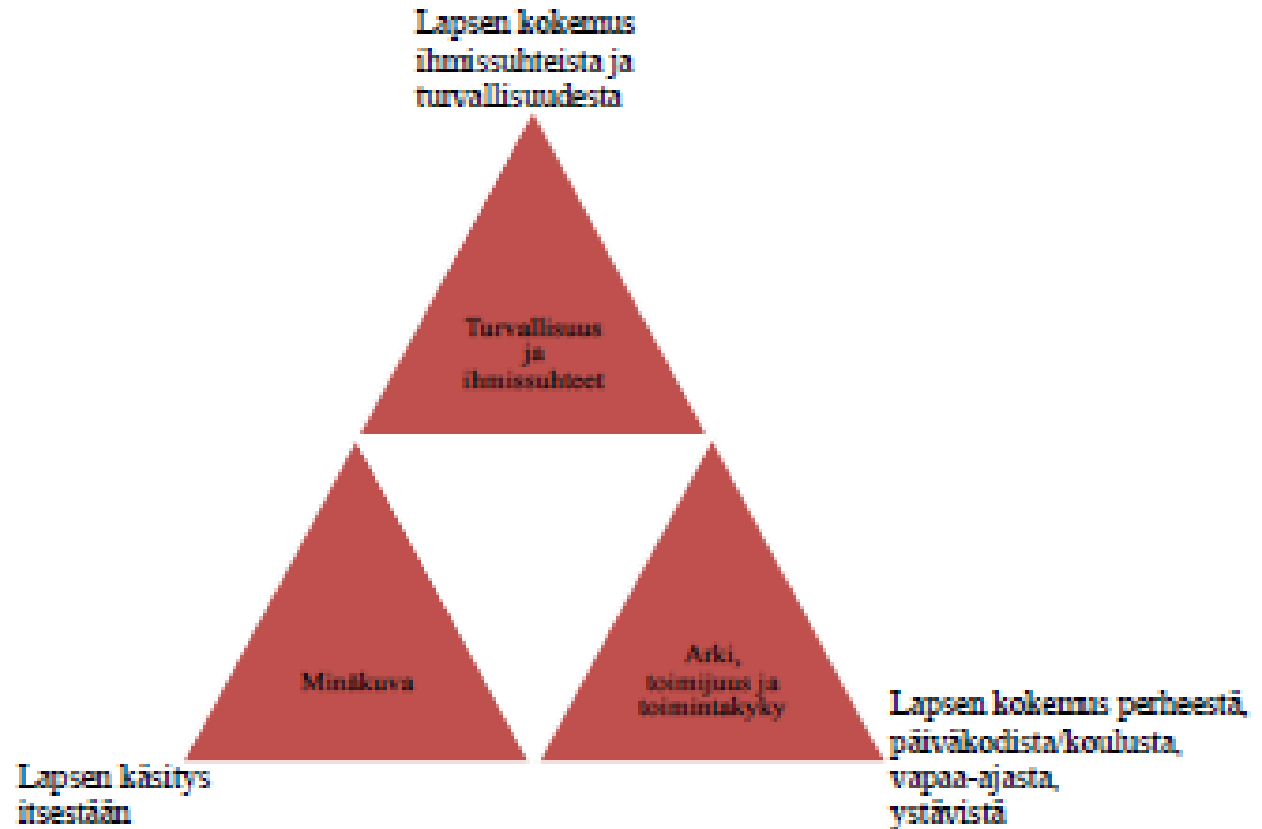 Lapsen kokemus
ihmissuhteista ja
turvallisuudesta
Turvallisuus
ja
ihmissuhteet
Minäkuva
Arki,
toimijuus ja
toimintakyky
Lapsen käsitys
itsestään
Lapsen kokemus perheestä,
päiväkodista/koulusta,
vapaa-ajasta,
ystävistä